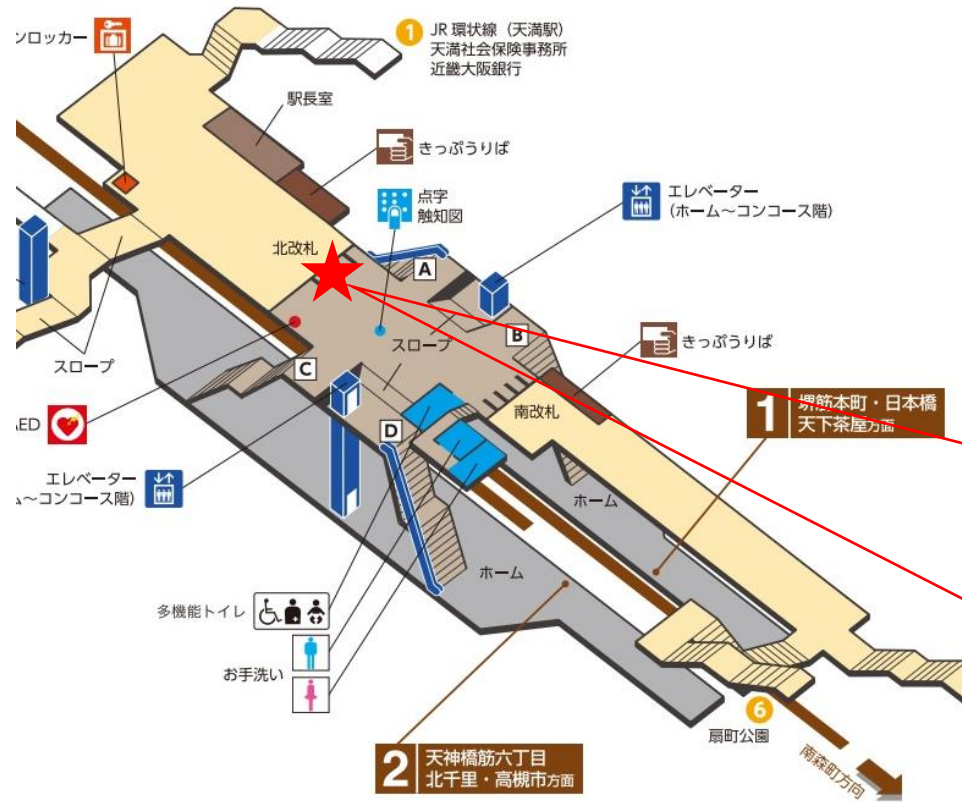 ンロッカー
1
JR 環状線（天満駅）
天満社会保険事務所
近畿大阪銀行
駅長室
きっぷうりば
点字
触知図
エレベーター
（ホーム～コンコース階）
北改札
A
スロープ
B
スロープ
C
きっぷうりば
AED
南改札
1
堺筋本町・日本橋
天下茶屋方面
D
エレベーター
ム～コンコース階）
ホーム
ホーム
多機能トイレ
お手洗い
6
扇町公園
2
天神橋筋六丁目
北千里・高槻市方面
南森町方向